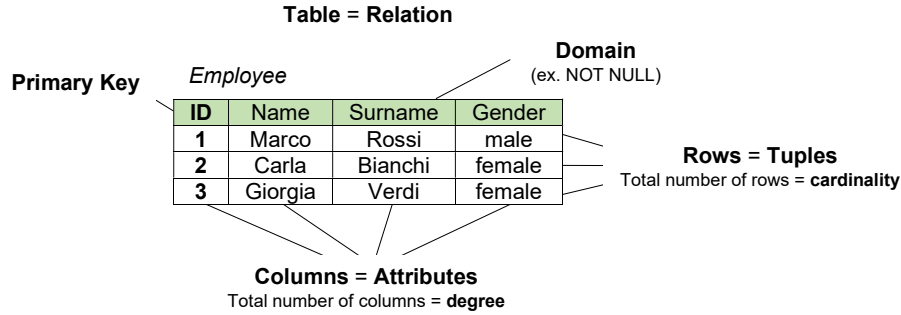 Table = Relation
Domain
(ex. NOT NULL)
Primary Key
Employee
ID Name Surname Gender
1 Marco Rossi male
2 Carla Bianchi female
3 Giorgia Verdi female
Rows = Tuples
Total number of rows = cardinality
Columns = Attributes
Total number of columns = degree